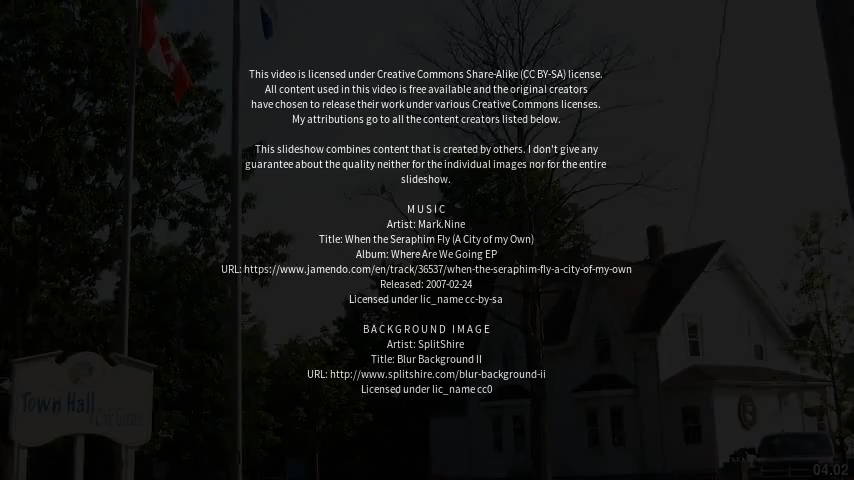 This video is licensed under Creative Commons Share-Alike (CC BY-SA) license.
All content used in this video is free available and the original creators
have chosen to release their work under various Creative Commons licenses.
My attributions go to all the content creators listed below.
This slideshow combines content that is created by others. I don't give any
guarantee about the quality neither for the individual images nor for the entire
slideshow.
MUSIC
Artist: Mark.Nine
Title: When the Seraphim Fly (A City of my Own)
Album: Where Are We Going EP
URL: https://www.jamendo.com/en/track/36537/when-the-seraphim-fly-a-city-of-my-own
Released: 2007-02-24
Licensed under lic_name cc-by-sa
BACKGROUND IMAGE
Artist: SplitShire
Title: Blur Background II
URL: http://www.splitshire.com/blur-background-ii
Licensed under lic_name cc0
Town Hall
04.02